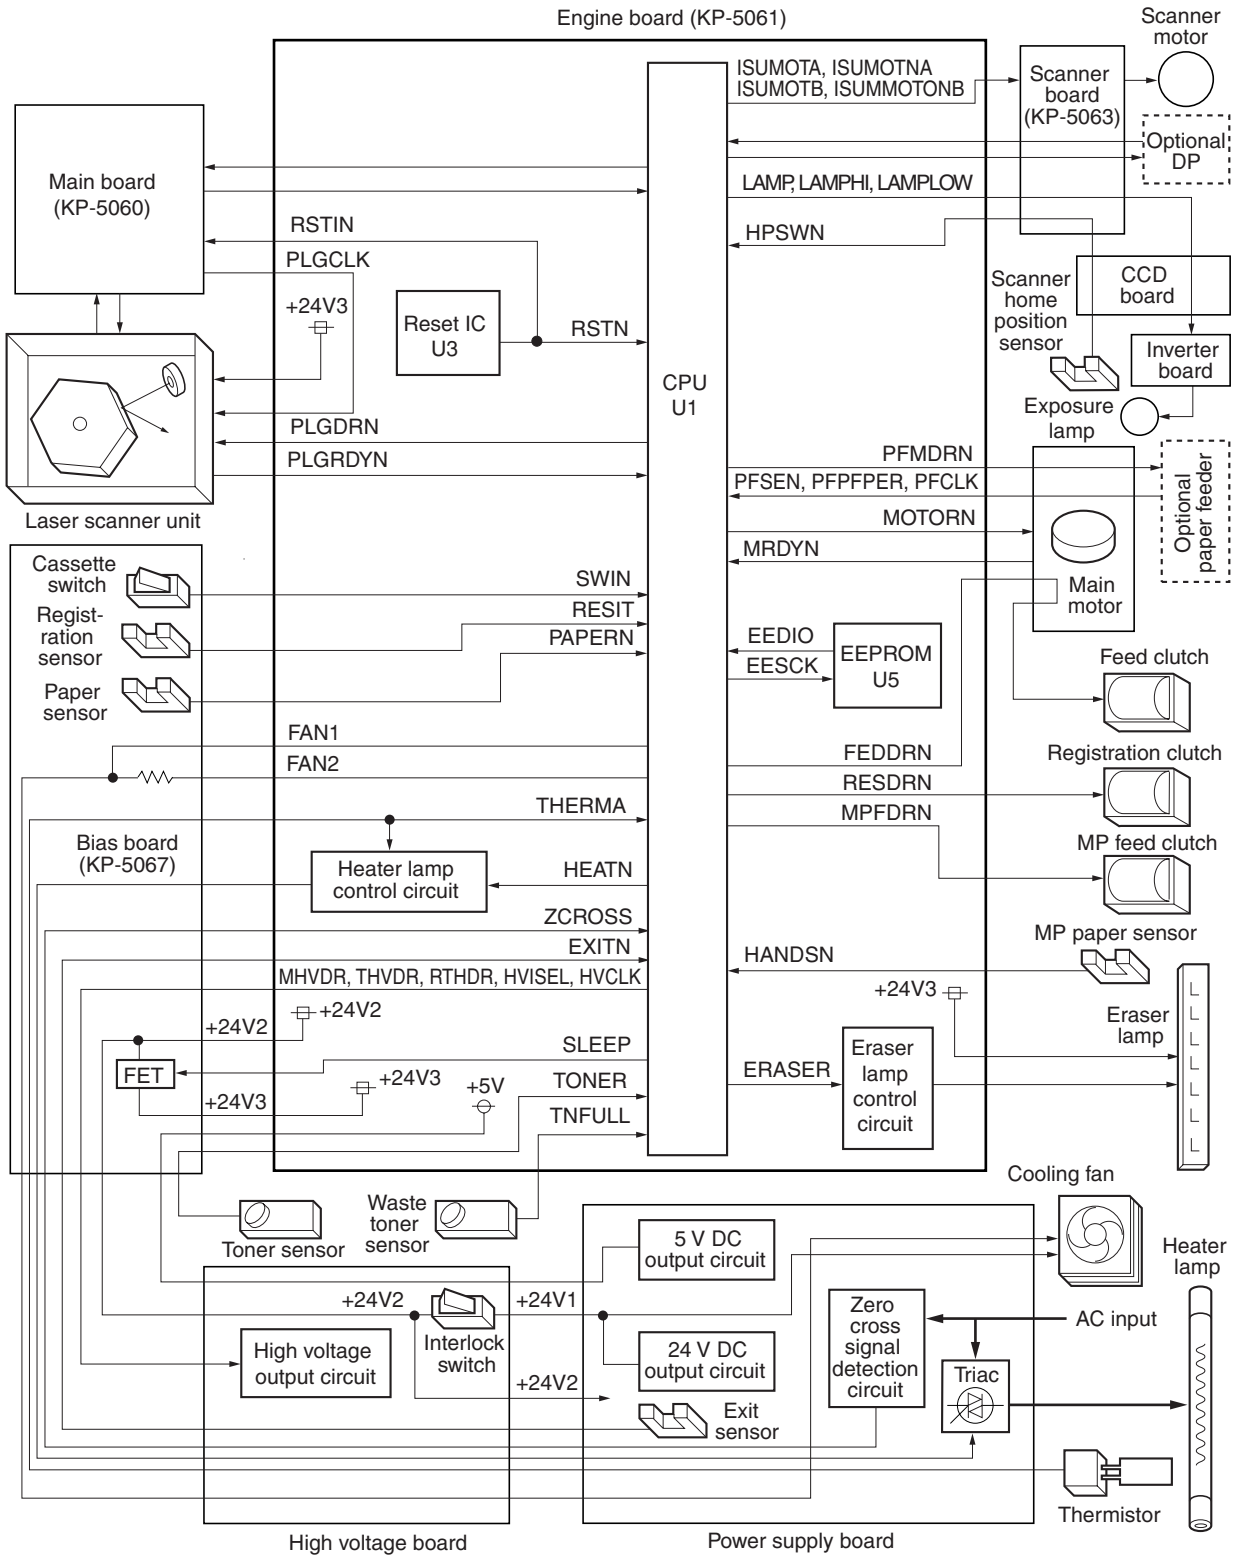 Engine board (KP-5061)
Scanner
motor
ISUMOTA, ISUMOTNA
ISUMOTB, ISUMMOTONB
Scanner
board
(KP-5063)
Optional
DP
Main board
(KP-5060)
LAMP, LAMPHI, LAMPLOW
RSTIN
HPSWN
PLGCLK
+24V3
Reset IC
U3
RSTN
CPU
U1
Scanner
home
position
sensor
CCD
board
Inverter
board
Exposure
lamp
PLGDRN
PLGRDYN
Laser scanner unit
PFMDRN
PFSEN, PFPFPER, PFCLK
MOTORN
MRDYN
Optional
paper feeder
Main
motor
Cassette
switch
SWIN
Regist-
ration
sensor
RESIT
PAPERN
Paper
sensor
EEDIO
EESCK
EEPROM
U5
Feed clutch
FAN1
FAN2
FEDDRN
Registration clutch
RESDRN
THERMA
MPFDRN
Bias board
(KP-5067)
Heater lamp
control circuit
HEATN
MP feed clutch
ZCROSS
EXITN
MHVDR, THVDR, RTHDR, HVISEL, HVCLK
HANDSN
MP paper sensor
+24V3
+24V2
+24V2
Eraser
lamp
FET
SLEEP
+24V3
+24V3
+5V
TONER
TNFULL
ERASER
Eraser
lamp
control
circuit
Cooling fan
Toner sensor
Waste
toner
sensor
5 V DC
output circuit
Heater
lamp
+24V2
+24V1
Interlock
switch
High voltage
output circuit
24 V DC
output circuit
+24V2
Zero
cross
signal
detection
circuit
AC input
Triac
Exit
sensor
Thermistor
High voltage board
Power supply board